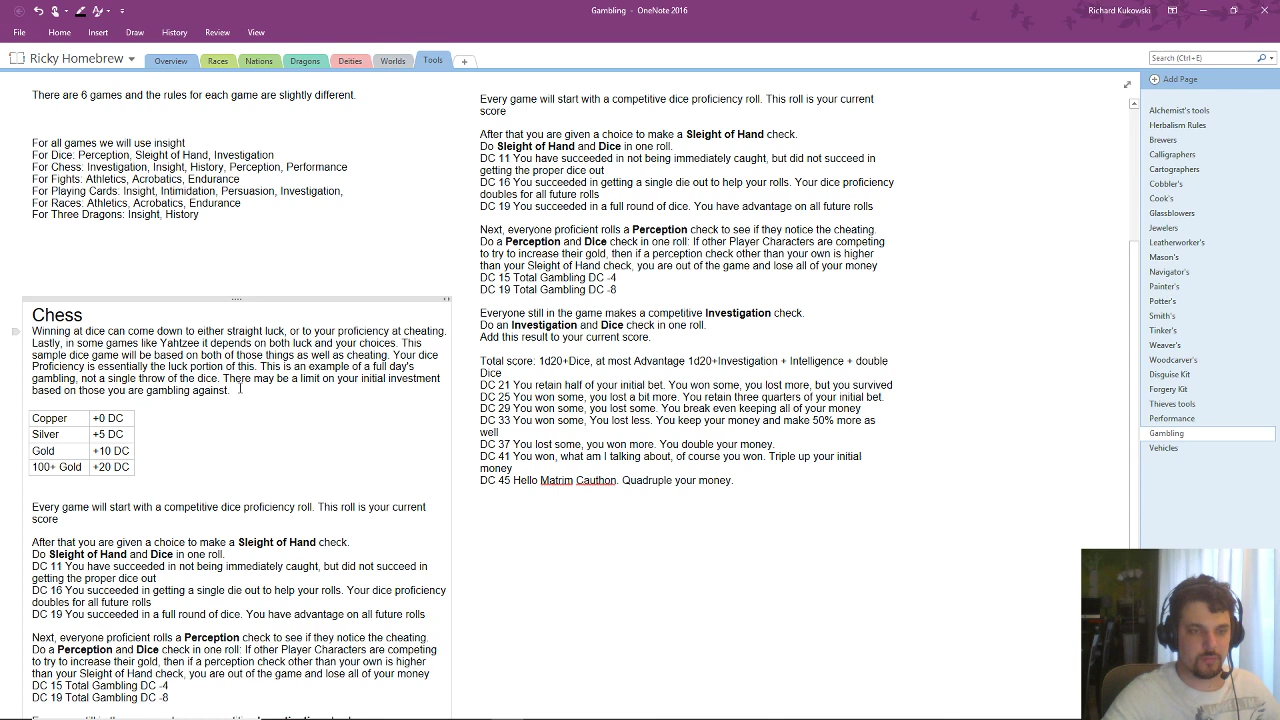 Gambling - OneNote 2016
Richard Kukowski
File Home Insert Draw History Review View
Ricky Homebrew
Overview Races Nations Dragons Deities Worlds Tools
Search (Ctrl+E)
There are 6 games and the rules for each game are slightly different.
For all games we will use insight
For Dice: Perception, Sleight of Hand, Investigation
For Chess: Investigation, Insight, History, Perception, Performance
For Fights: Athletics, Acrobatics, Endurance
For Playing Cards: Insight, Intimidation, Persuasion, Investigation,
For Races: Athletics, Acrobatics, Endurance
For Three Dragons: Insight, History
Chess
Winning at dice can come down to either straight luck, or to your proficiency at cheating.
Lastly, in some games like Yahtzee it depends on both luck and your choices. This
sample dice game will be based on both of those things as well as cheating. Your dice
Proficiency is essentially the luck portion of this. This is an example of a full day's
gambling, not a single throw of the dice. There may be a limit on your initial investment
based on those you are gambling against.
Copper +0 DC
Silver +5 DC
Gold +10 DC
100+ Gold +20 DC
Every game will start with a competitive dice proficiency roll. This roll is your current
score
After that you are given a choice to make a Sleight of Hand check.
Do Sleight of Hand and Dice in one roll.
DC 11 You have succeeded in not being immediately caught, but did not succeed in
getting the proper dice out
DC 16 You succeeded in getting a single die out to help your rolls. Your dice proficiency
doubles for all future rolls
DC 19 You succeeded in a full round of dice. You have advantage on all future rolls
Next, everyone proficient rolls a Perception check to see if they notice the cheating.
Do a Perception and Dice check in one roll: If other Player Characters are competing
to try to increase their gold, then if a perception check other than your own is higher
than your Sleight of Hand check, you are out of the game and lose all of your money
DC 15 Total Gambling DC -4
DC 19 Total Gambling DC -8
Every game will start with a competitive dice proficiency roll. This roll is your current
score
After that you are given a choice to make a Sleight of Hand check.
Do Sleight of Hand and Dice in one roll.
DC 11 You have succeeded in not being immediately caught, but did not succeed in
getting the proper dice out
DC 16 You succeeded in getting a single die out to help your rolls. Your dice proficiency
doubles for all future rolls
DC 19 You succeeded in a full round of dice. You have advantage on all future rolls
Next, everyone proficient rolls a Perception check to see if they notice the cheating.
Do a Perception and Dice check in one roll: If other Player Characters are competing
to try to increase their gold, then if a perception check other than your own is higher
than your Sleight of Hand check, you are out of the game and lose all of your money
DC 15 Total Gambling DC -4
DC 19 Total Gambling DC -8
Everyone still in the game makes a competitive Investigation check.
Do an Investigation and Dice check in one roll.
Add this result to your current score.
Total score: 1d20+Dice, at most Advantage 1d20+Investigation + Intelligence + double
Dice
DC 21 You retain half of your initial bet. You won some, you lost more, but you survived
DC 25 You won some, you lost a bit more. You retain three quarters of your initial bet.
DC 29 You won some, you lost some. You break even keeping all of your money
DC 33 You won some, You lost less. You keep your money and make 50% more as
well
DC 37 You lost some, you won more. You double your money.
DC 41 You won, what am I talking about, of course you won. Triple up your initial
money
DC 45 Hello Matrim Cauthon. Quadruple your money.
Add Page
Alchemist's tools
Herbalism Rules
Brewers
Calligraphers
Cartographers
Cobbler's
Cook's
Glassblowers
Jewelers
Leatherworker's
Mason's
Navigator's
Painter's
Potter's
Smith's
Tinker's
Weaver's
Woodcarver's
Disguise Kit
Forgery Kit
Thieves tools
Performance
Gambling
Vehicles